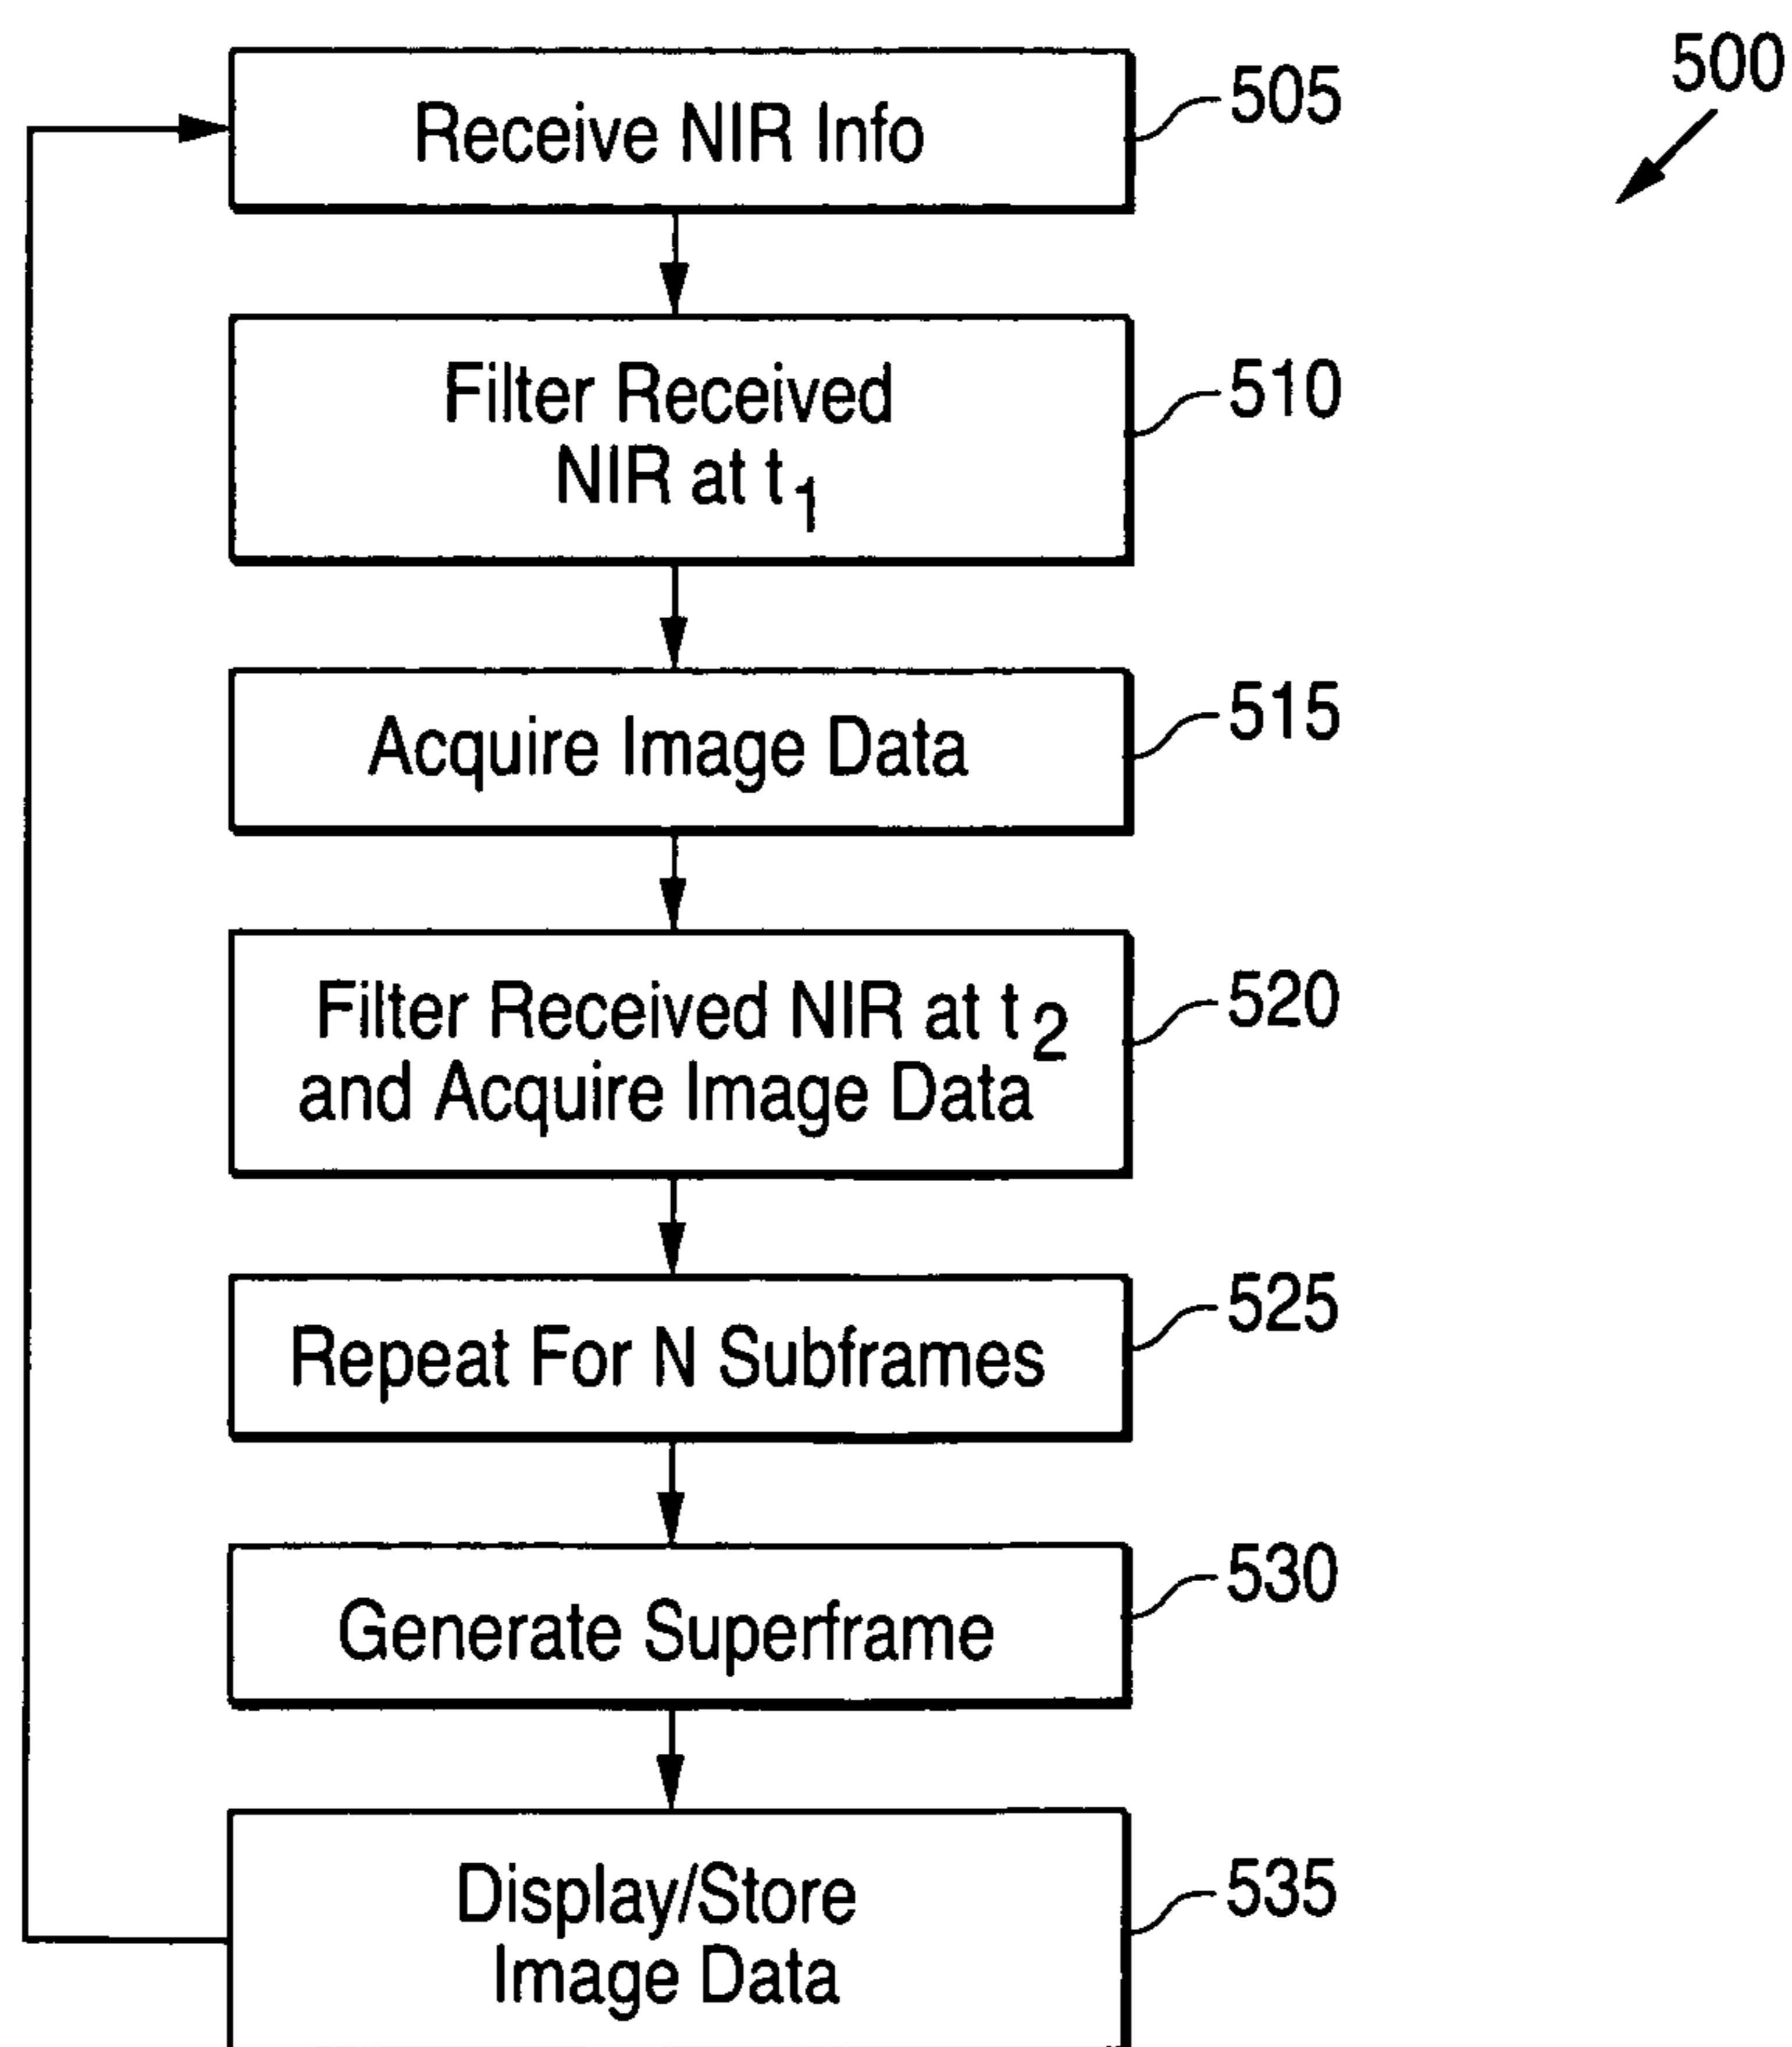 500
Receive NIR Info
505
Filter Received
NIR at t1
510
Acquire Image Data
515
Filter Received NIR at t2
and Acquire Image Data
520
Repeat For N Subframes
525
Generate Superframe
530
Display/Store
Image Data
535